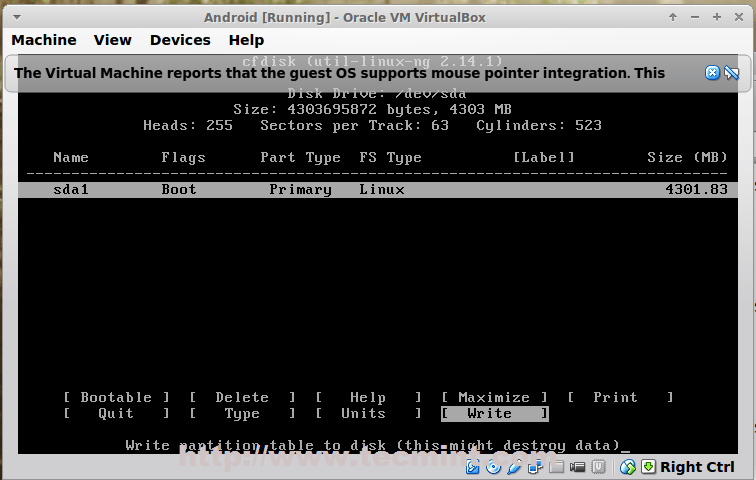 Android [Running] - Oracle VM VirtualBox
Machine View Devices Help
cfdisk (util-linux-ng 2.14.1)
The Virtual Machine reports that the guest OS supports mouse pointer integration. This
Disk Drive: /dev/sda
Size: 4303695872 bytes, 4303 MB
Heads: 255 Sectors per Track: 63 Cylinders: 523
Name Flags Part Type FS Type [Label] Size (MB)
sda1 Boot Primary Linux 4301.83
[ Bootable ] [ Delete ] [ Help ] [ Maximize ] [ Print ]
[ Quit ] [ Type ] [ Units ] [ Write ]
Write partition table to disk (this might destroy data)_
http://www.tecmint.com
Right Ctrl